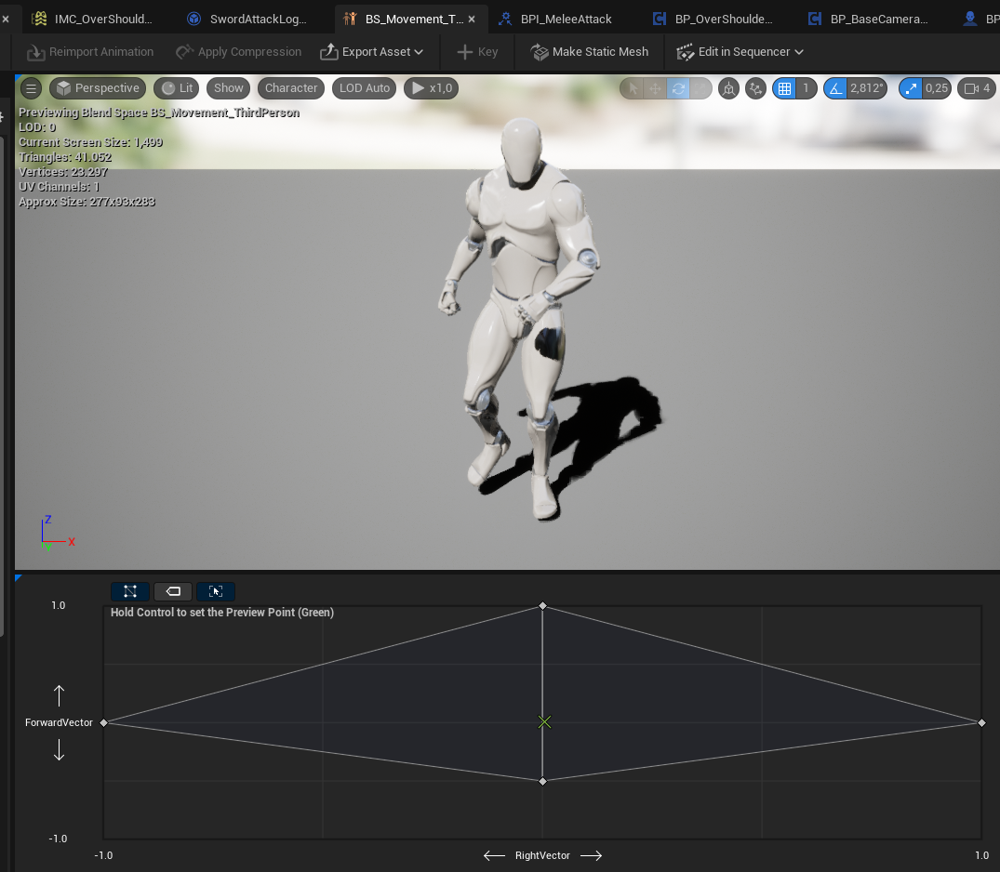 IMC_OverShould...
SwordAttackLog...
BS_Movement_T...
BPI_MeleeAttack
BP_OverShoulde...
BP_BaseCamera...
BP
Reimport Animation
Apply Compression
Export Asset
Key
Make Static Mesh
Edit in Sequencer
Perspective
Lit
Show
Character
LOD Auto
x1,0
1
2,812°
0,25
4
Previewing Blend Space BS_Movement_ThirdPerson
LOD: 0
Current Screen Size: 1,499
Triangles: 41.052
Vertices: 23.297
UV Channels: 1
Approx Size: 277x93x283
Z
X
Y
1.0
Hold Control to set the Preview Point (Green)
ForwardVector
-1.0
-1.0
RightVector
1.0